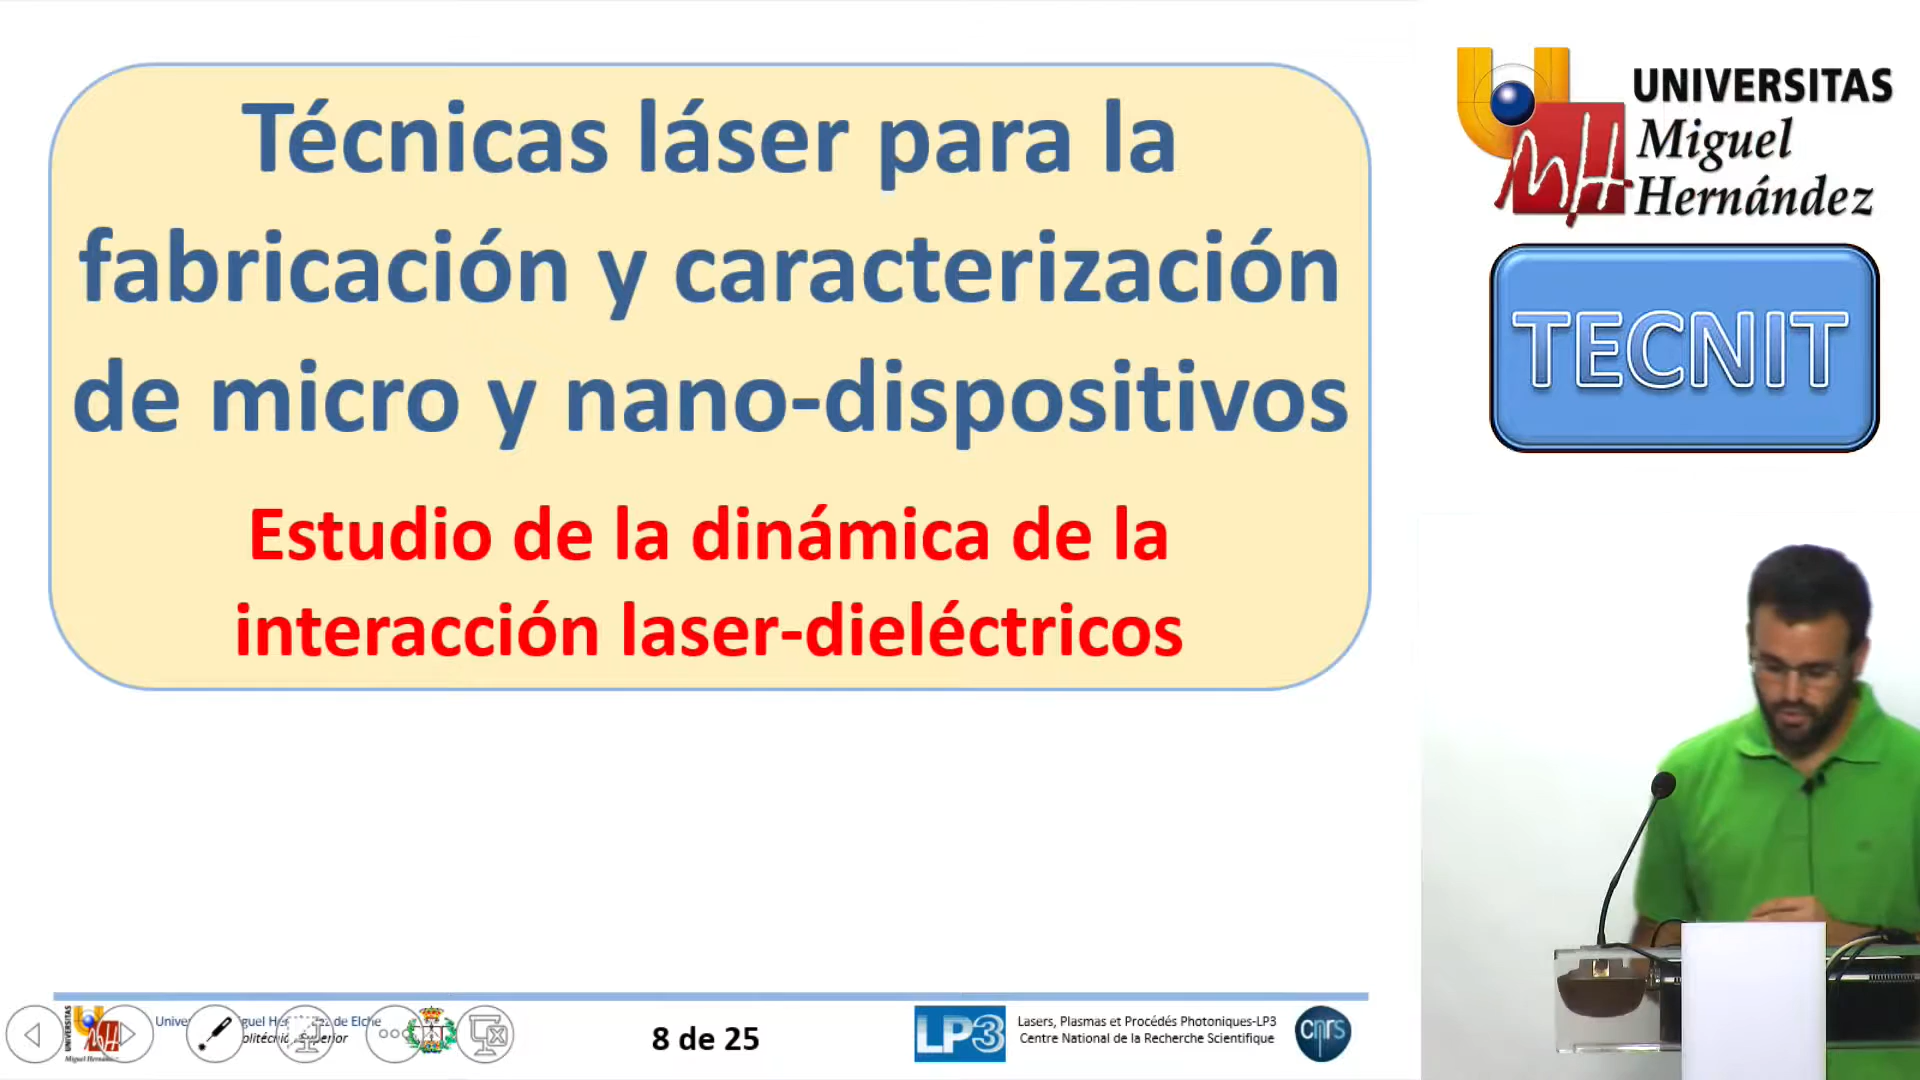 Técnicas láser para la
fabricación y caracterización
de micro y nano-dispositivos
Estudio de la dinámica de la
interacción laser-dieléctricos
UNIVERSITAS
Miguel
Hernández
TECNIT
de Elche
8 de 25
LP3
Lasers, Plasmas et Procédés Photoniques-LP3
Centre National de la Recherche Scientifique
cnrs